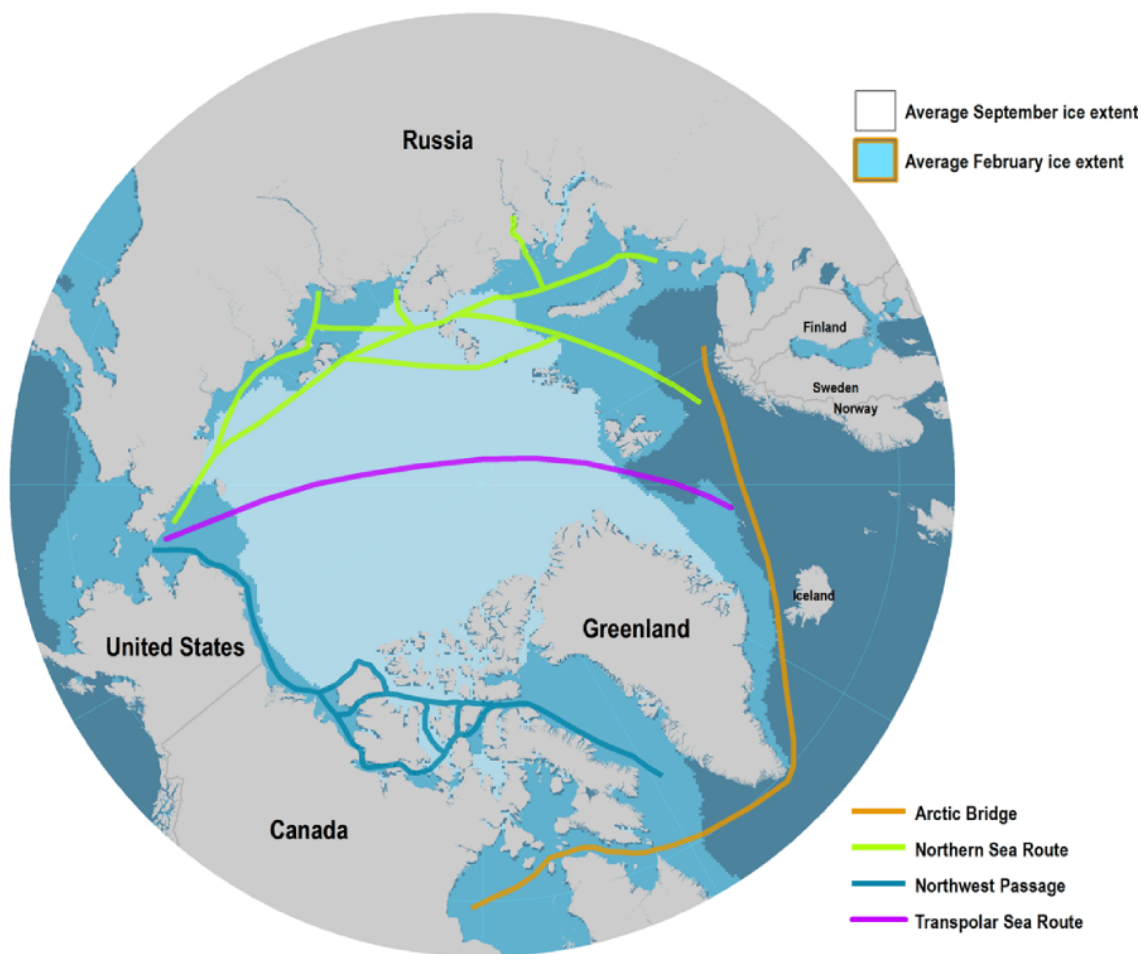 Average September ice extent
Average February ice extent
Russia
Finland
Sweden
Norway
Iceland
Greenland
United States
Canada
Arctic Bridge
Northern Sea Route
Northwest Passage
Transpolar Sea Route